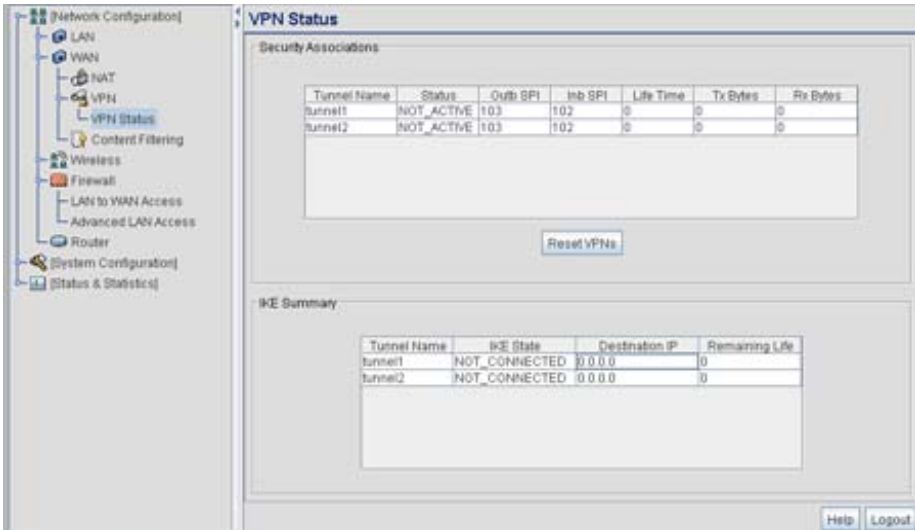 [Network Configuration]
LAN
WAN
NAT
VPN
VPN Status
Content Filtering
Wireless
Firewall
LAN to WAN Access
Advanced LAN Access
Router
[System Configuration]
[Status & Statistics]
VPN Status
Security Associations
Tunnel Name Status Outb SPI Inb SPI Life Time Tx Bytes Rx Bytes
tunnel1 NOT_ACTIVE 103 102 0 0 0
tunnel2 NOT_ACTIVE 103 102 0 0 0
Reset VPNs
IKE Summary
Tunnel Name IKE State Destination IP Remaining Life
tunnel1 NOT_CONNECTED 0.0.0.0 0
tunnel2 NOT_CONNECTED 0.0.0.0 0
Help Logout